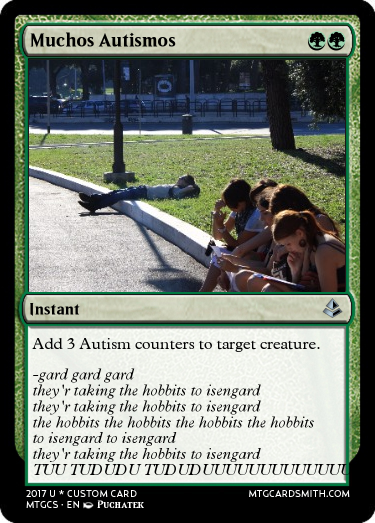 Muchos Autismos
Instant
Add 3 Autism counters to target creature.
-gard gard gard
they'r taking the hobbits to isengard
they'r taking the hobbits to isengard
the hobbits the hobbits the hobbits the hobbits
to isengard to isengard
they'r taking the hobbits to isengard
TUU TUDUDU TUDUDUUUUUUUUUUUU
2017 U * CUSTOM CARD
MTGCS · EN PUCHATEK
MTGCARDSMITH.COM